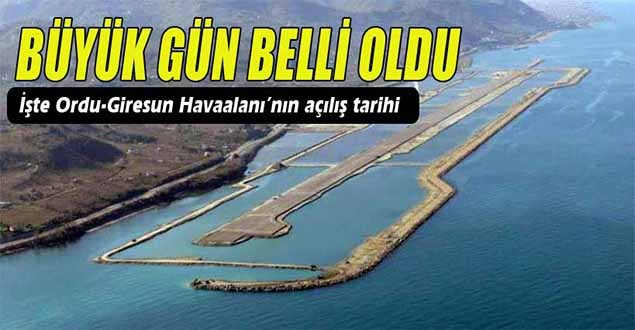 BÜYÜK GÜN BELLİ OLDU
İşte Ordu-Giresun Havaalanı'nın açılış tarihi